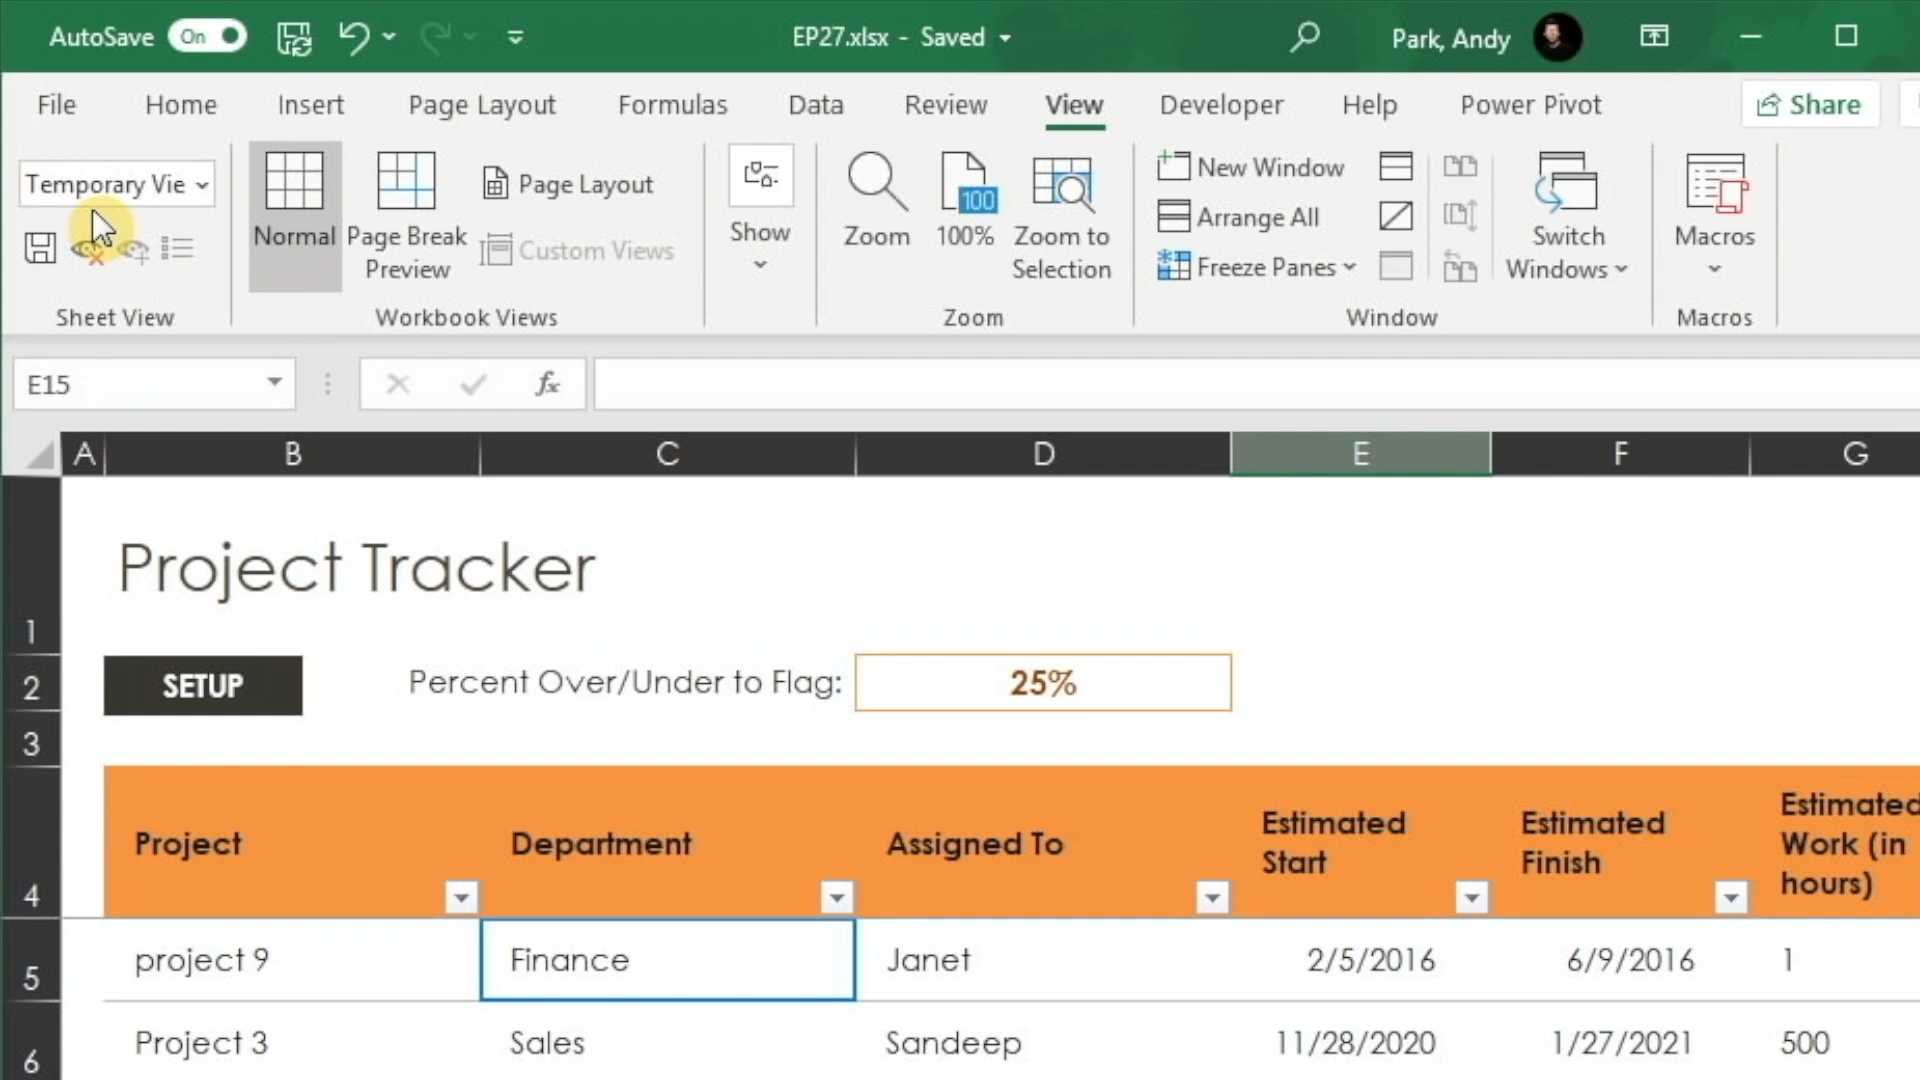 AutoSave On EP27.xlsx - Saved Park, Andy
File Home Insert Page Layout Formulas Data Review View Developer Help Power Pivot Share
Temporary Vie
Normal
Page Break
Preview
Page Layout
Custom Views
Show
Zoom
100
100%
Zoom to
Selection
New Window
Arrange All
Freeze Panes
Switch
Windows
Macros
Sheet View Workbook Views Zoom Window Macros
E15 fx
A B C D E F G
Project Tracker
1
2 SETUP Percent Over/Under to Flag: 25%
3
4 Project Department Assigned To
Estimated
Start
Estimated
Finish
Estimated
Work (in
hours)
5 project 9 Finance Janet 2/5/2016 6/9/2016 1
6 Project 3 Sales Sandeep 11/28/2020 1/27/2021 500